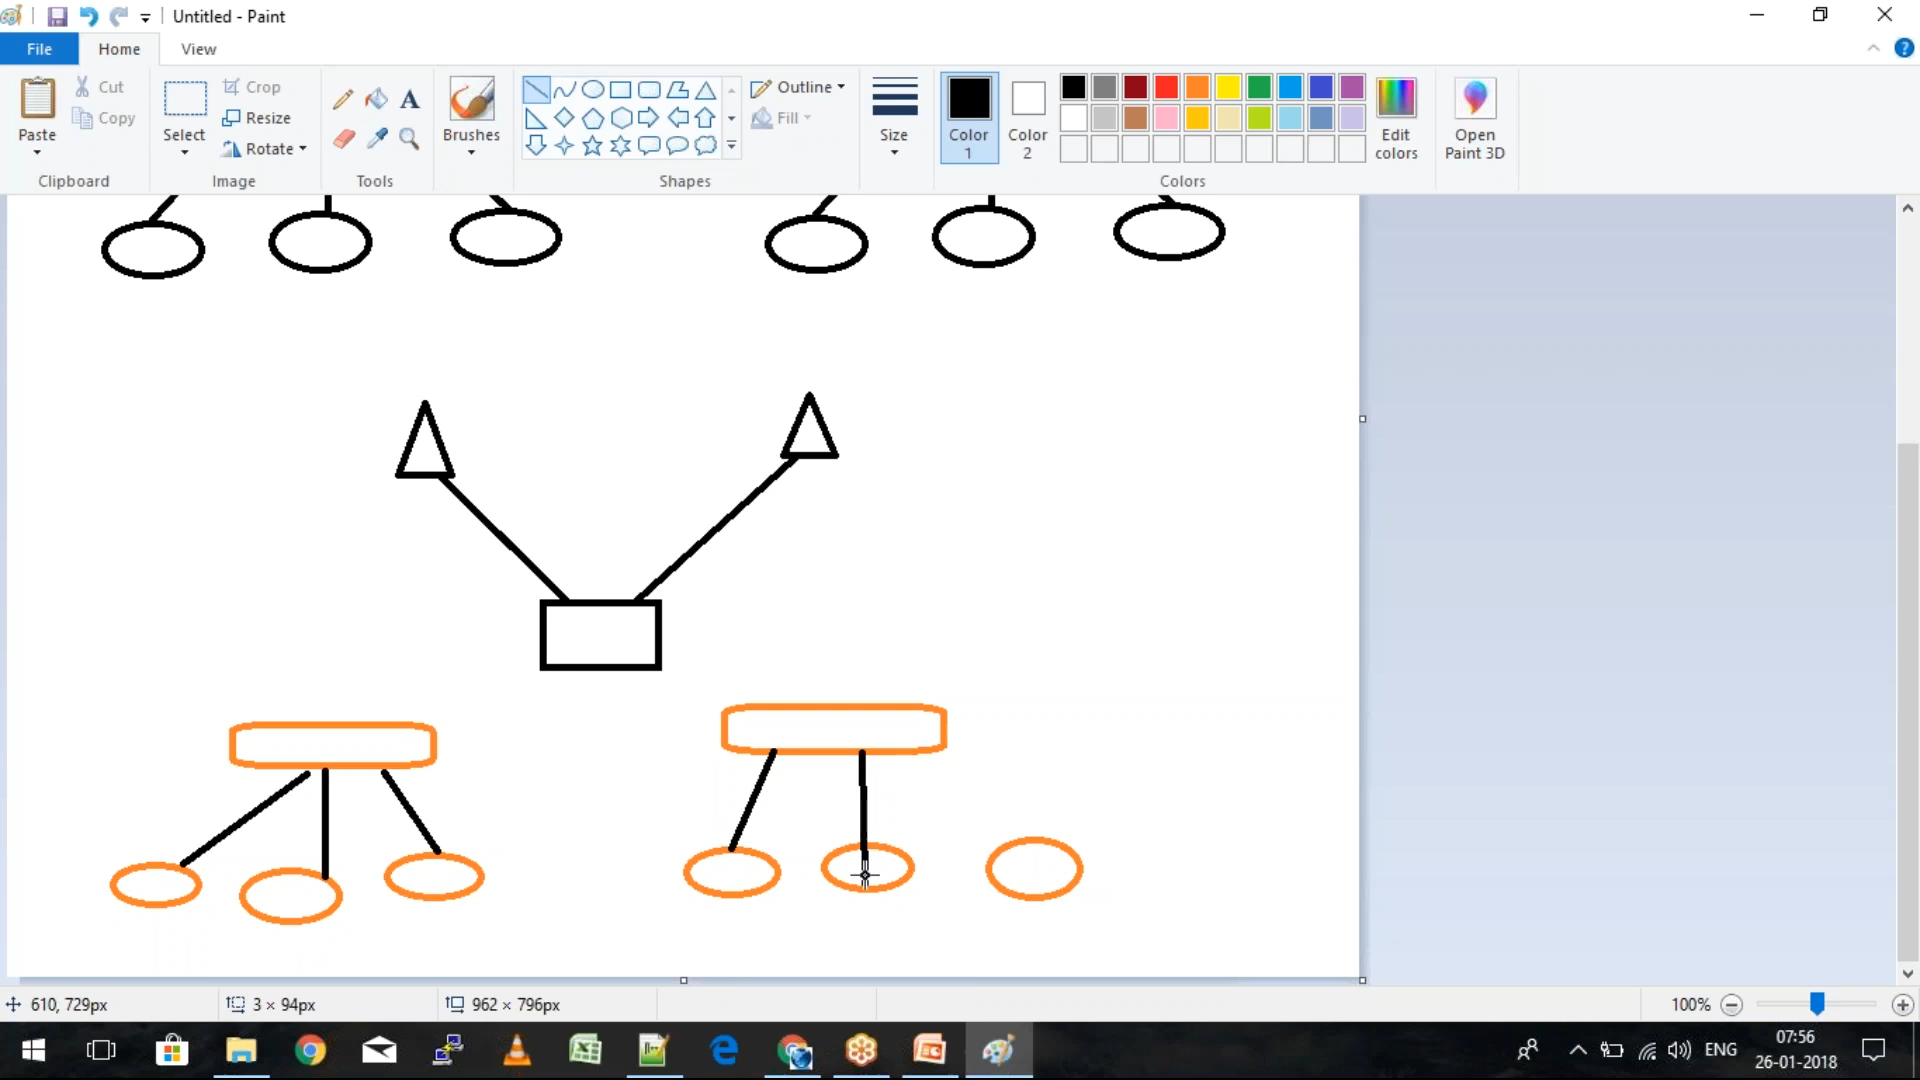 Untitled - Paint
File Home View
Paste
Cut
Copy
Clipboard
Select
Crop
Resize
Rotate
Image
A
Tools
Brushes
Shapes
Outline
Fill
Size
Color 1
Color 2
Edit colors
Colors
Open Paint 3D
610, 729px
3 × 94px
962 × 796px
100%
ENG
07:56
26-01-2018